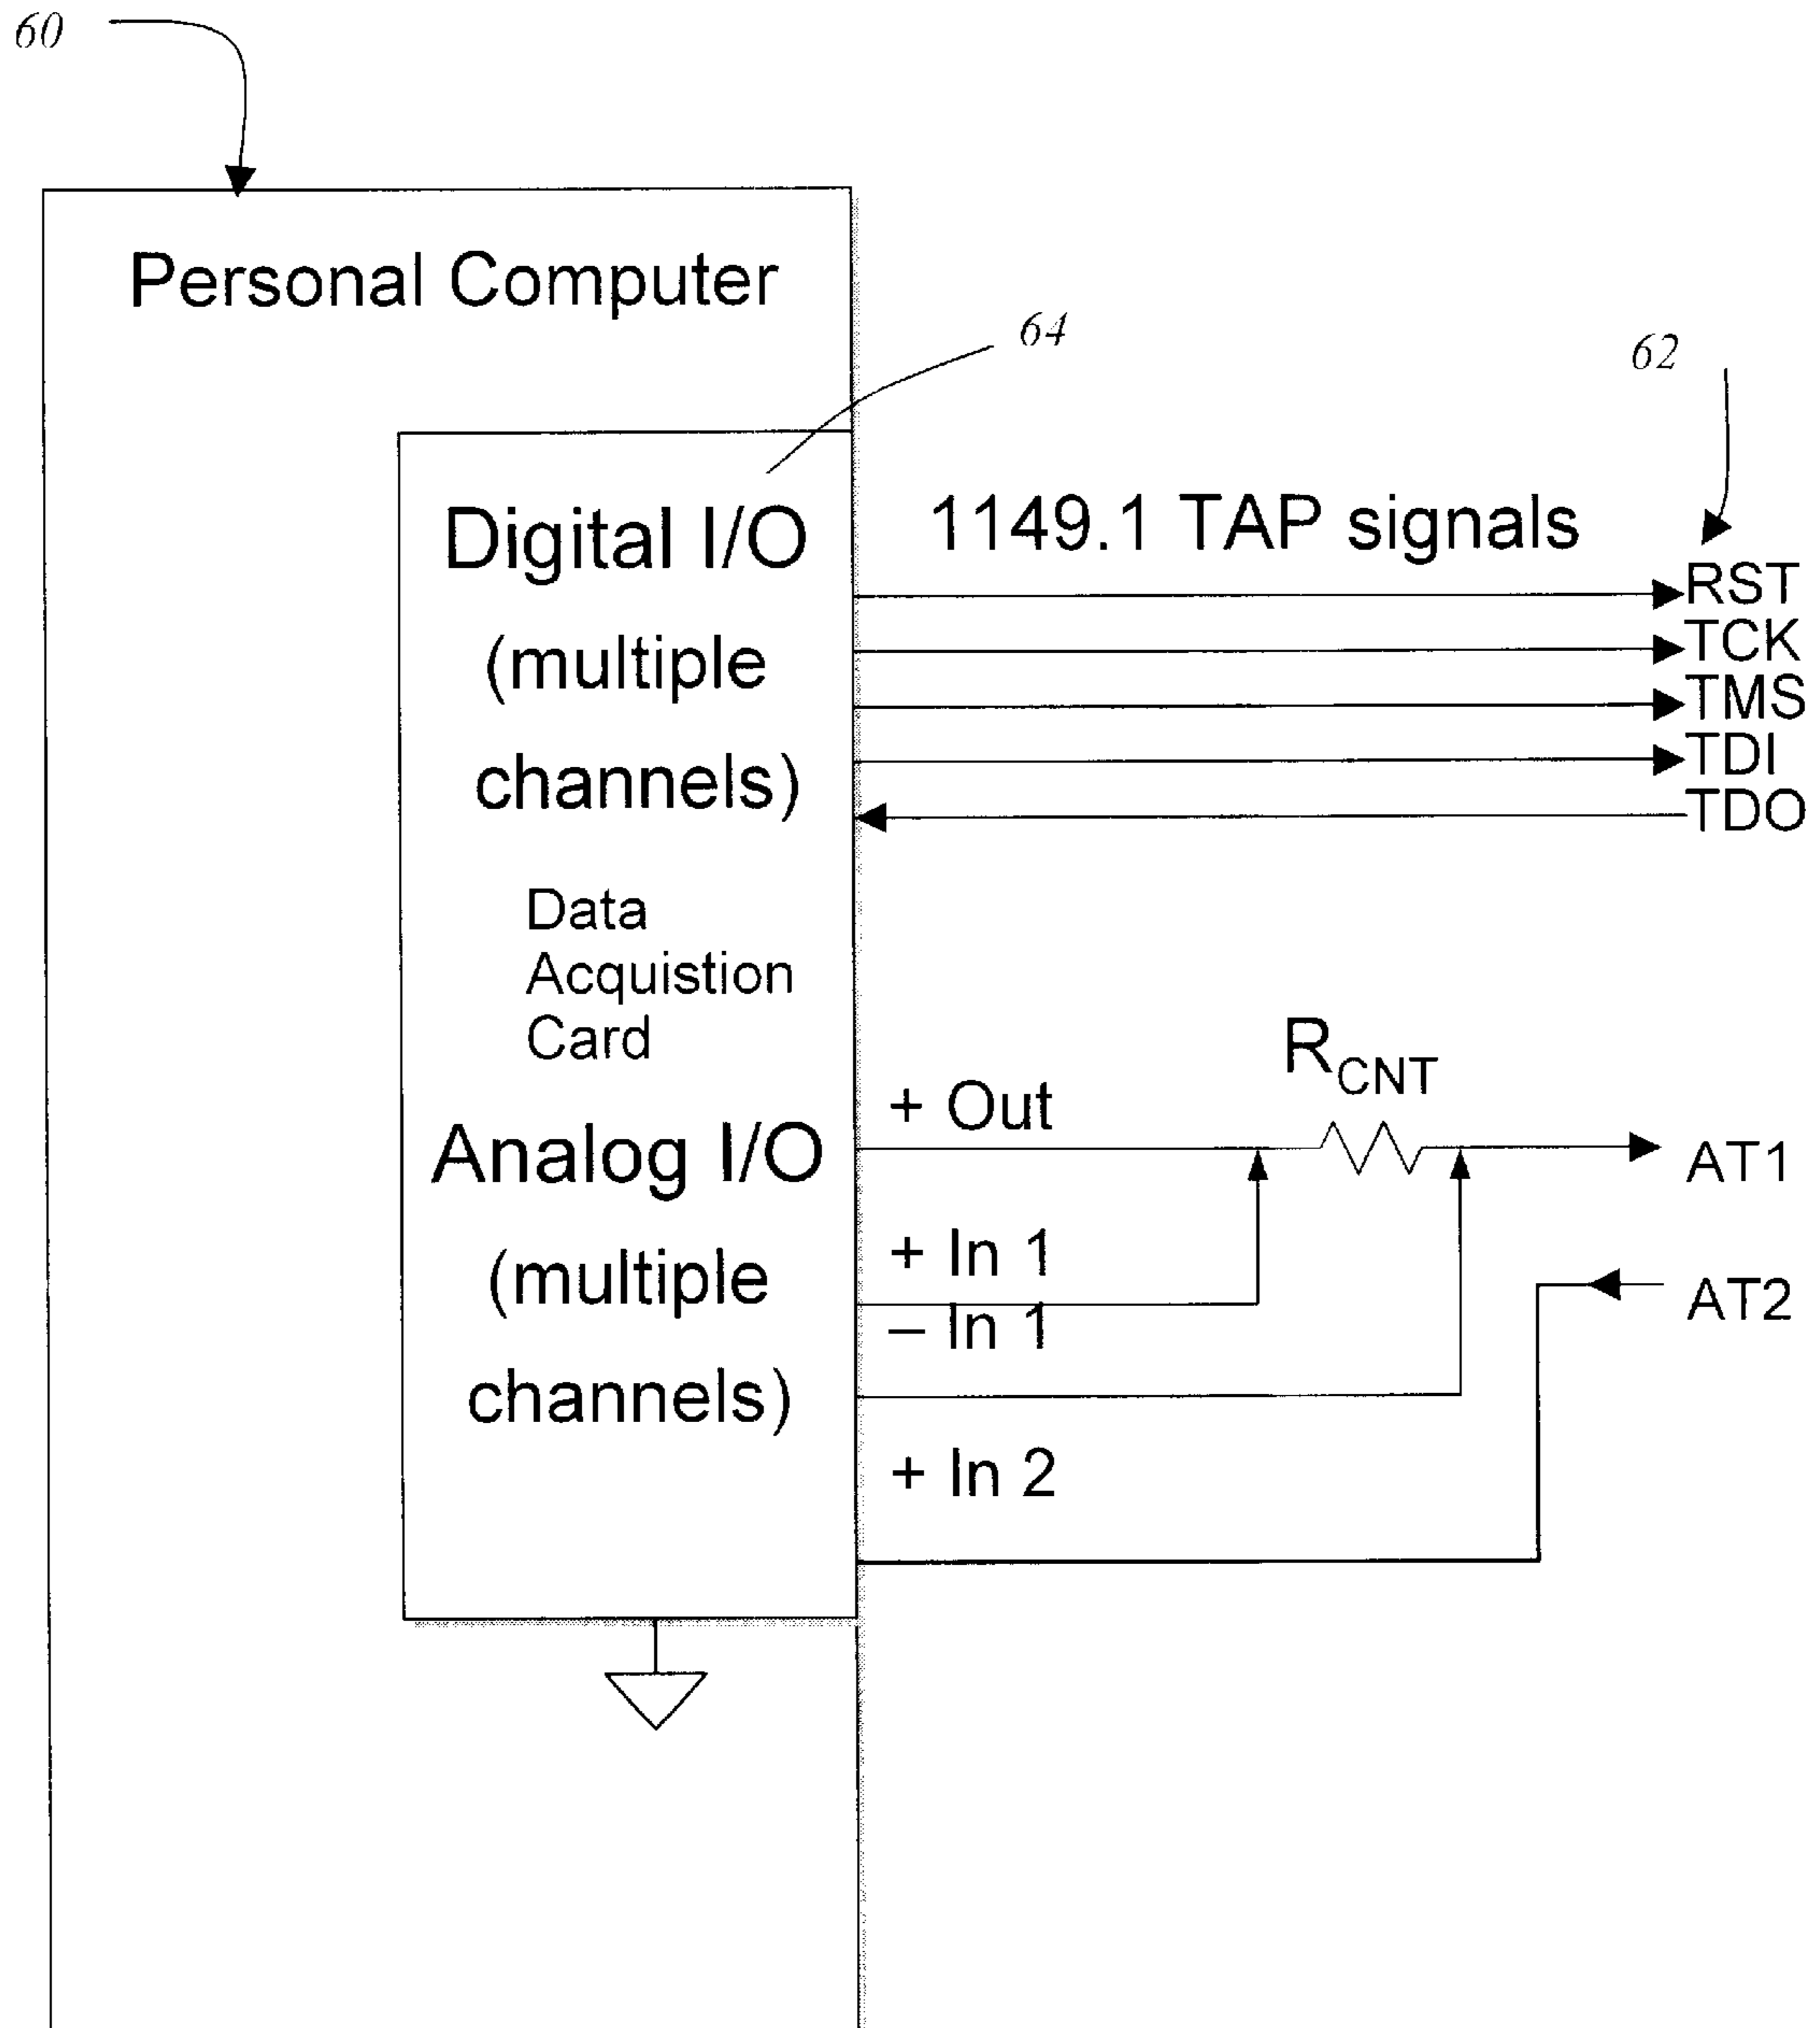 60
Personal Computer
64
62
Digital I/O
(multiple
channels)
1149.1 TAP signals
RST
TCK
TMS
TDI
TDO
Data
Acquistion
Card
Analog I/O
(multiple
channels)
+ Out
RCNT
AT1
+ In 1
– In 1
AT2
+ In 2